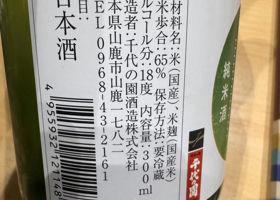 純米酒
材料名:米(国産)、米麹(国産米)
米歩合:65% 保存方法:要冷蔵
ルコール分:18度 内容量:300ml
造者:千代の園酒造株式会社
本県山鹿市山鹿一七八二
TEL 0968-43-2161
日本酒
千代の園
4955932121148